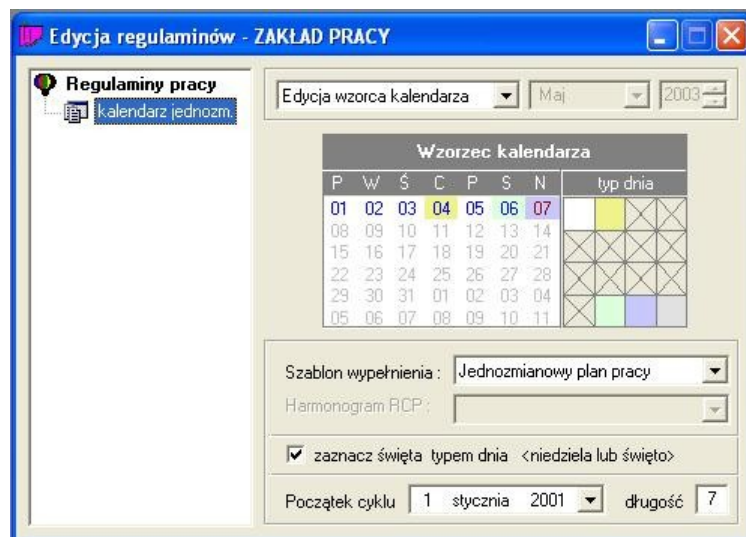 Edycja regulaminów - ZAKŁAD PRACY
Regulaminy pracy
kalendarz jednozm.
Edycja wzorca kalendarza Maj 2003
Wzorzec kalendarza
P W Ś C P S N typ dnia
01 02 03 04 05 06 07
08 09 10 11 12 13 14
15 16 17 18 19 20 21
22 23 24 25 26 27 28
29 30 31 01 02 03 04
05 06 07 08 09 10 11
Szablon wypełnienia : Jednozmianowy plan pracy
Harmonogram RCP :
zaznacz święta typem dnia <niedziela lub święto>
Początek cyklu 1 stycznia 2001 długość 7